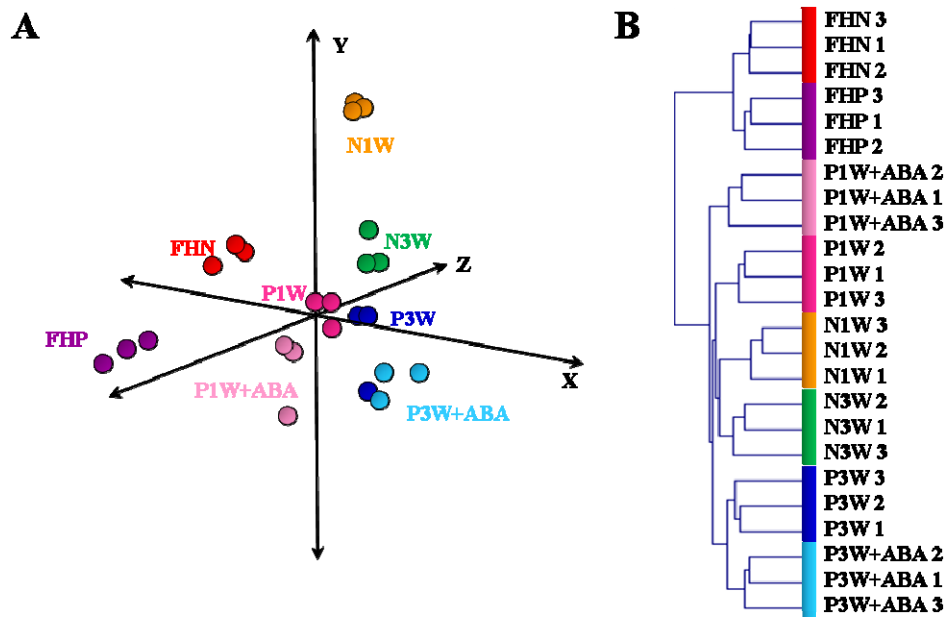 A
Y
N1W
FHN
N3W
Z
P1W
P3W
FHP
X
P1W+ABA
P3W+ABA
B
FHN 3
FHN 1
FHN 2
FHP 3
FHP 1
FHP 2
P1W+ABA 2
P1W+ABA 1
P1W+ABA 3
P1W 2
P1W 1
P1W 3
N1W 3
N1W 2
N1W 1
N3W 2
N3W 1
N3W 3
P3W 3
P3W 2
P3W 1
P3W+ABA 2
P3W+ABA 1
P3W+ABA 3